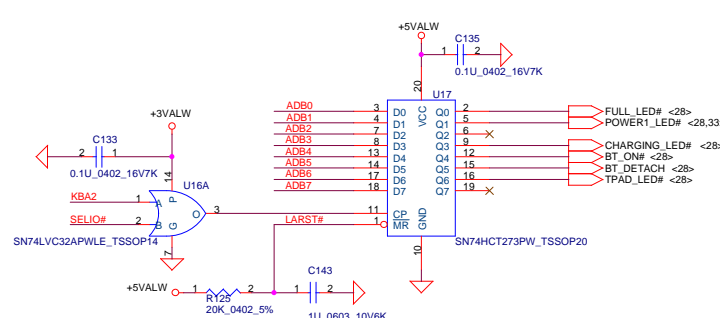 +5VALW
C135
1 2
0.1U_0402_16V7K
20
U17
VCC
ADB0 3 D0 Q0 2 FULL_LED# <28>
ADB1 4 D1 Q1 5 POWER1_LED# <28,33
ADB2 7 D2 Q2 6
ADB3 8 D3 Q3 9 CHARGING_LED# <28>
ADB4 13 D4 Q4 12 BT_ON# <28>
ADB5 14 D5 Q5 15 BT_DETACH <28>
ADB6 17 D6 Q6 16 TPAD_LED# <28>
ADB7 18 D7 Q7 19
+3VALW
C133
2 1
0.1U_0402_16V7K
14
U16A
KBA2 1 A P
O 3
SELIO# 2 B G
7
SN74LVC32APWLE_TSSOP14
11 CP
LARST# 1 MR
GND
10
SN74HCT273PW_TSSOP20
+5VALW 1 2
R125
20K_0402_5%
C143
1 2
1U_0603_10V6K